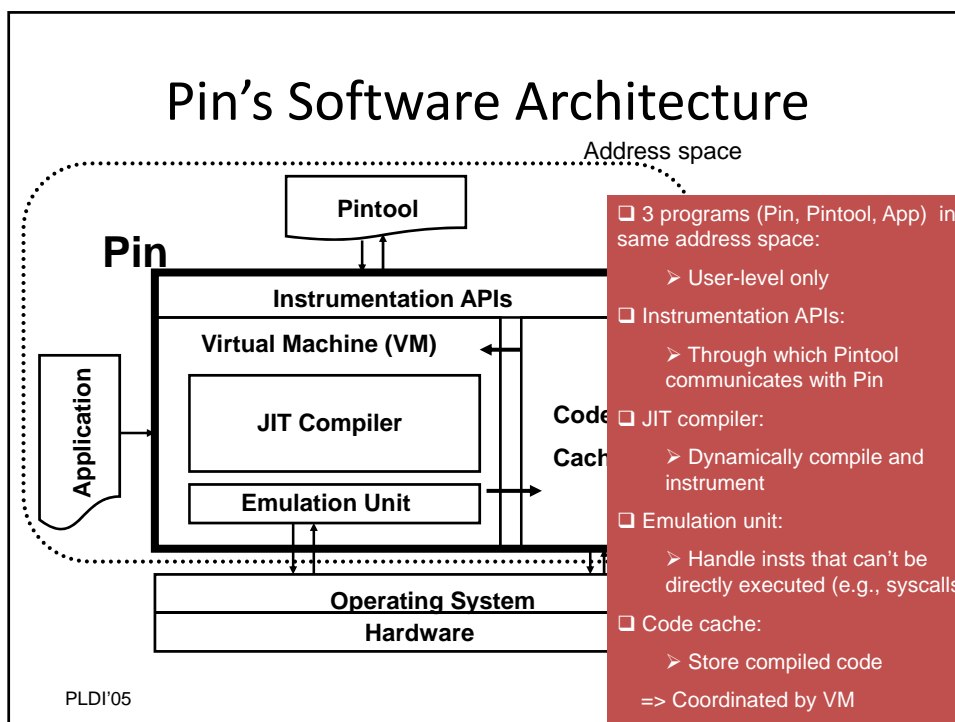 Pin’s Software Architecture
Address space
Pintool
Pin
Instrumentation APIs
Virtual Machine (VM)
Application
JIT Compiler
Code
Cach
Emulation Unit
Operating System
Hardware
❑ 3 programs (Pin, Pintool, App) in
same address space:
➢ User-level only
❑ Instrumentation APIs:
➢ Through which Pintool
communicates with Pin
❑ JIT compiler:
➢ Dynamically compile and
instrument
❑ Emulation unit:
➢ Handle insts that can’t be
directly executed (e.g., syscalls
❑ Code cache:
➢ Store compiled code
=> Coordinated by VM
PLDI’05